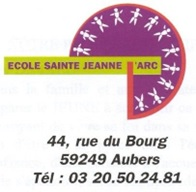 ECOLE SAINTE JEANNE D'ARC
44, rue du Bourg
59249 Aubers
Tél : 03 20.50.24.81